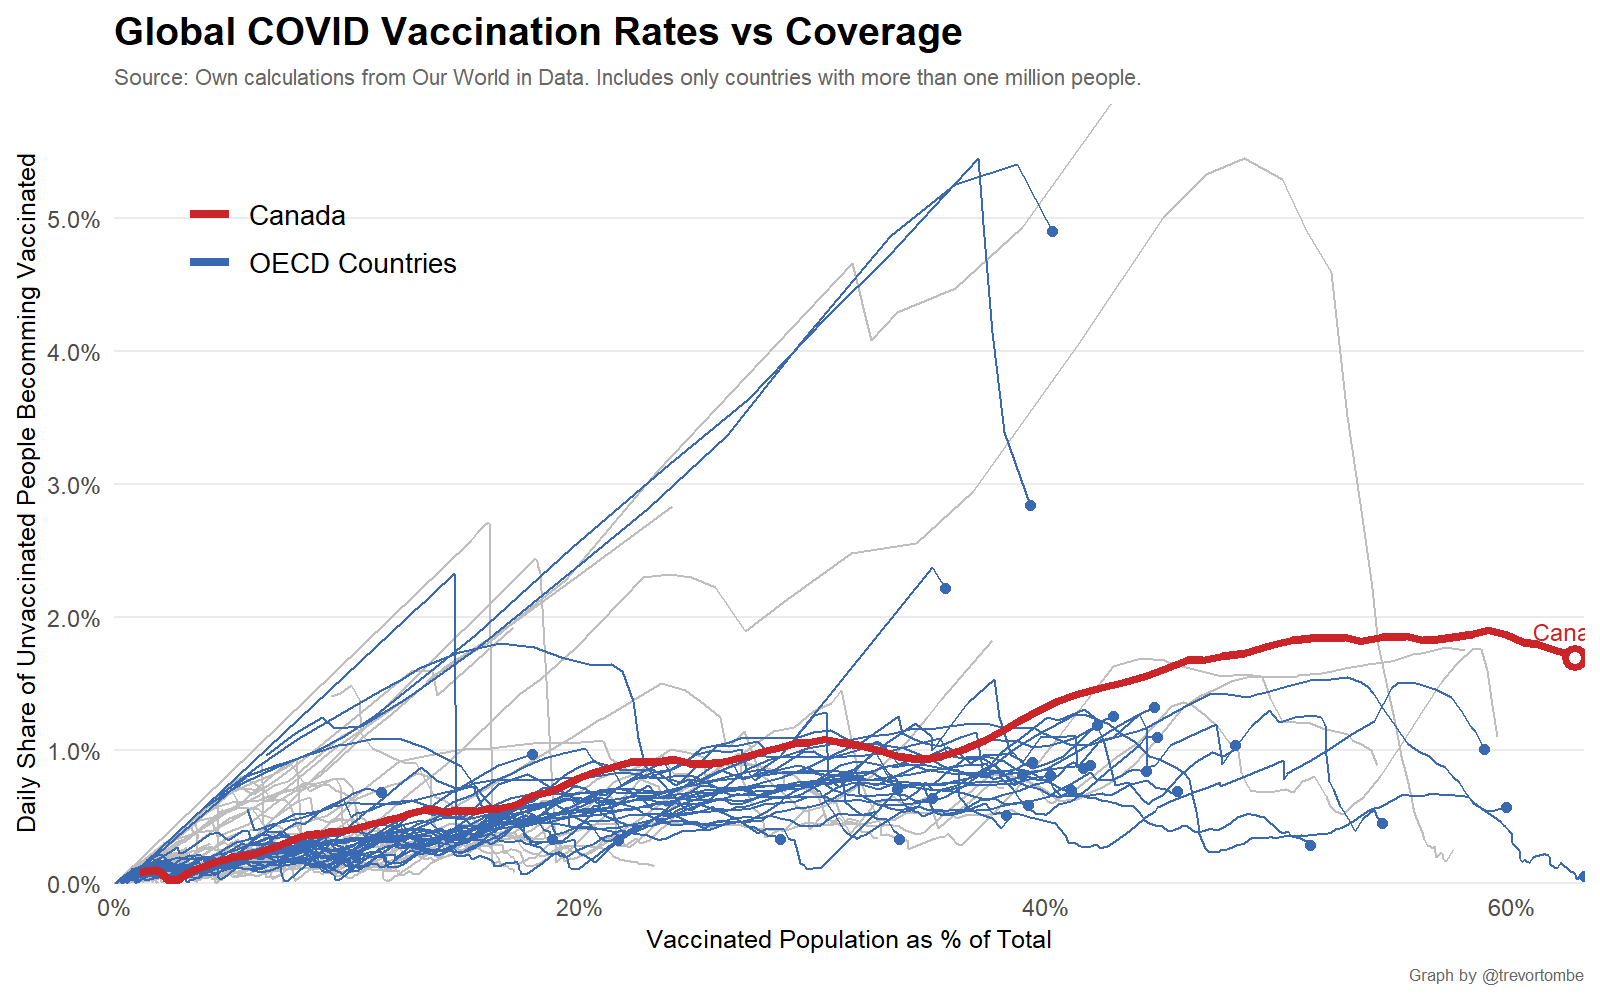 Global COVID Vaccination Rates vs Coverage
Source: Own calculations from Our World in Data. Includes only countries with more than one million people.
Daily Share of Unvaccinated People Becomming Vaccinated
5.0%
4.0%
3.0%
2.0%
1.0%
0.0%
Canada
OECD Countries
Cana
0%
20%
40%
60%
Vaccinated Population as % of Total
Graph by @trevortombe